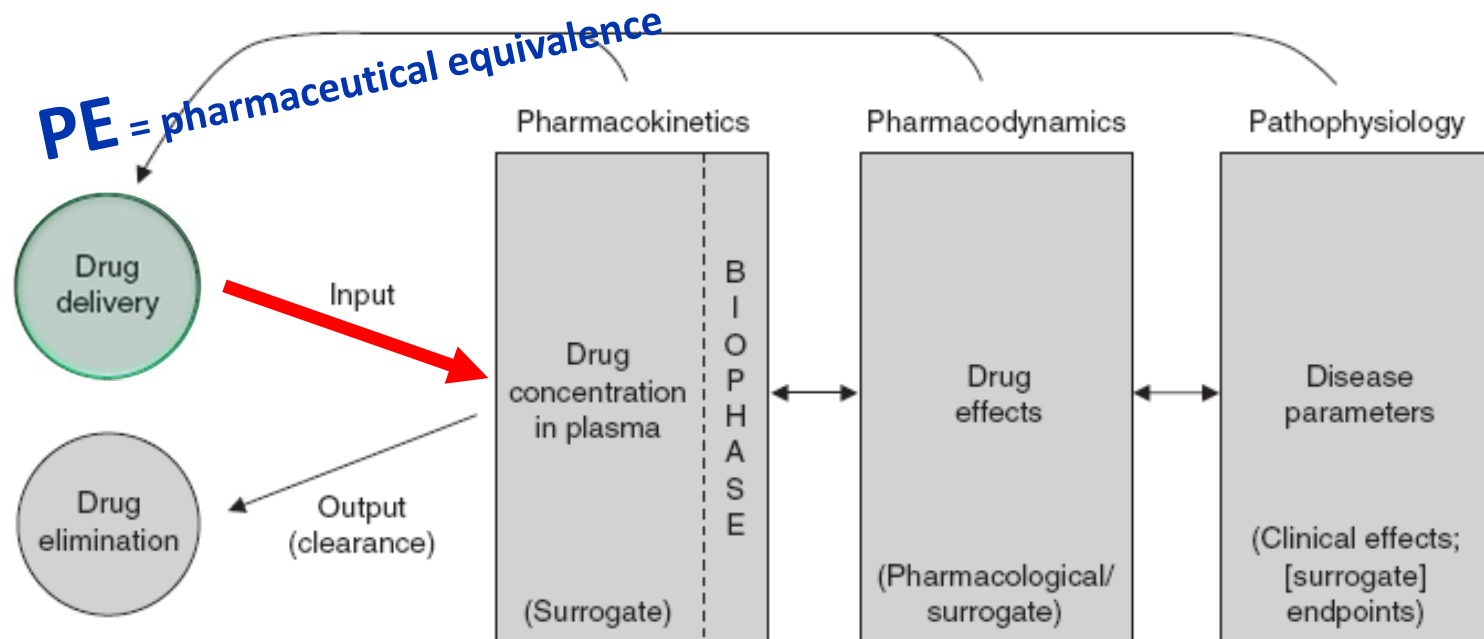 PE = pharmaceutical equivalence
Pharmacokinetics
Pharmacodynamics
Pathophysiology
Drug
delivery
Input
Drug
concentration
in plasma
(Surrogate)
B
I
O
P
H
A
S
E
Drug
effects
(Pharmacological/
surrogate)
Disease
parameters
(Clinical effects;
[surrogate]
endpoints)
Drug
elimination
Output
(clearance)